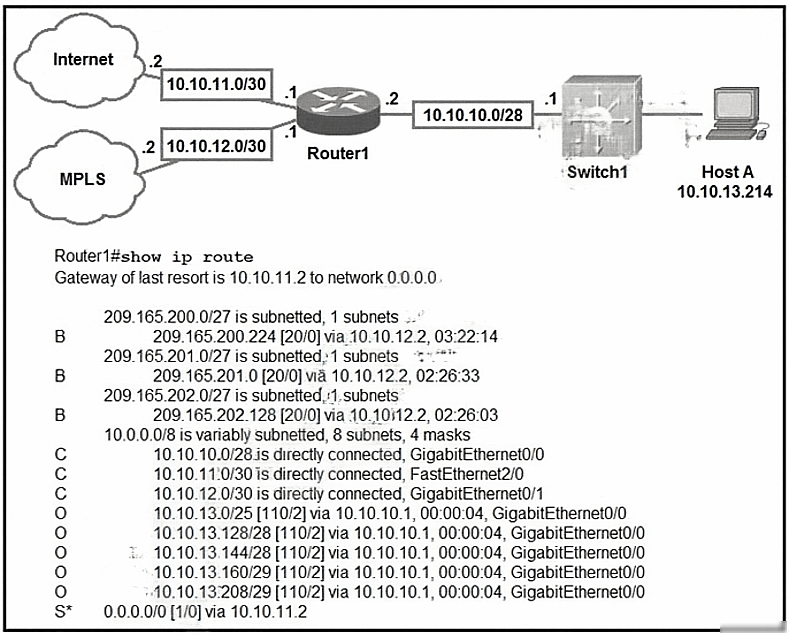 Internet
.2
10.10.11.0/30
.1
.2
10.10.10.0/28
.1
.2
10.10.12.0/30
.1
MPLS
Router1
Switch1
Host A
10.10.13.214
Router1#show ip route
Gateway of last resort is 10.10.11.2 to network 0.0.0.0
209.165.200.0/27 is subnetted, 1 subnets
B 209.165.200.224 [20/0] via 10.10.12.2, 03:22:14
209.165.201.0/27 is subnetted, 1 subnets
B 209.165.201.0 [20/0] via 10.10.12.2, 02:26:33
209.165.202.0/27 is subnetted, 1 subnets
B 209.165.202.128 [20/0] via 10.10.12.2, 02:26:03
10.0.0.0/8 is variably subnetted, 8 subnets, 4 masks
C 10.10.10.0/28 is directly connected, GigabitEthernet0/0
C 10.10.11.0/30 is directly connected, FastEthernet2/0
C 10.10.12.0/30 is directly connected, GigabitEthernet0/1
O 10.10.13.0/25 [110/2] via 10.10.10.1, 00:00:04, GigabitEthernet0/0
O 10.10.13.128/28 [110/2] via 10.10.10.1, 00:00:04, GigabitEthernet0/0
O 10.10.13.144/28 [110/2] via 10.10.10.1, 00:00:04, GigabitEthernet0/0
O 10.10.13.160/29 [110/2] via 10.10.10.1, 00:00:04, GigabitEthernet0/0
O 10.10.13.208/29 [110/2] via 10.10.10.1, 00:00:04, GigabitEthernet0/0
S* 0.0.0.0/0 [1/0] via 10.10.11.2